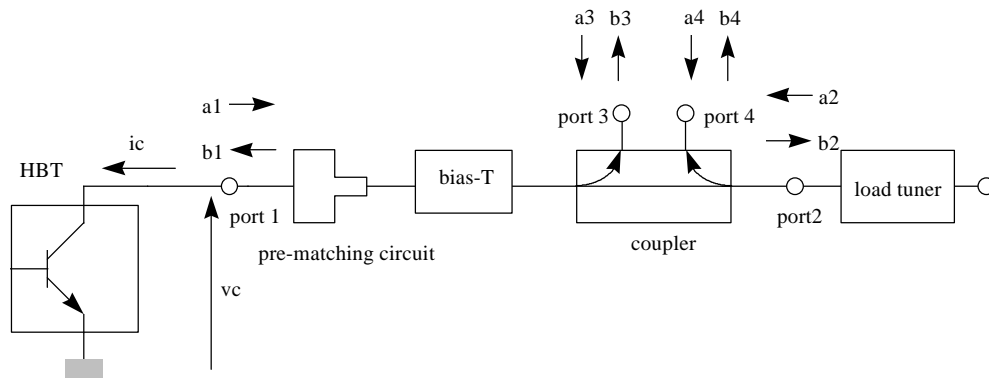 a3 b3 a4 b4
a1
port 3 port 4
a2
ic
b1
b2
HBT
bias-T
load tuner
port 1
port2
pre-matching circuit
coupler
vc